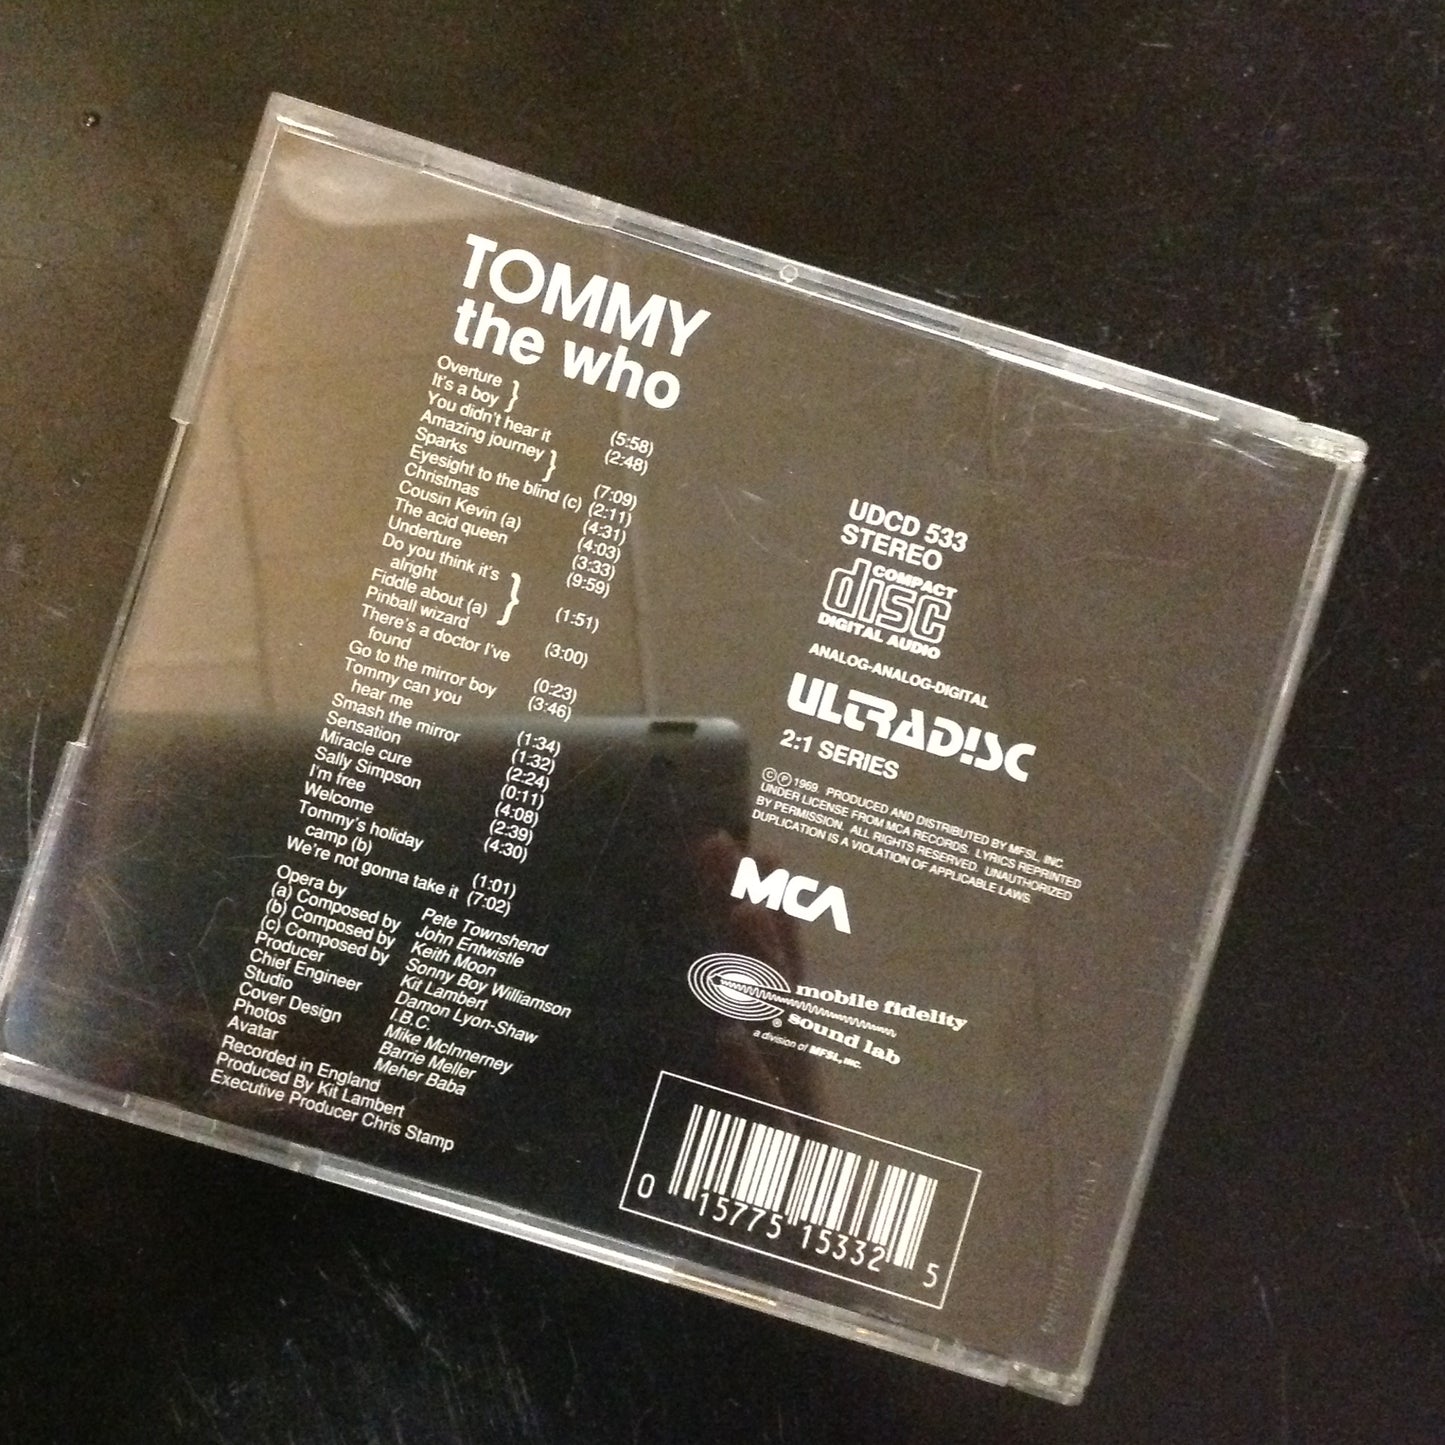 TOMMY
the who
Overture
It's a boy } (5:58)
You didn't hear it (2:48)
Amazing journey
Sparks } (7:09)
Eyesight to the blind (c) (2:11)
Christmas (4:31)
Cousin Kevin (a) (4:03)
The acid queen (3:33)
Underture (9:59)
Do you think it's
alright } (1:51)
Fiddle about (a)
Pinball wizard (3:00)
There's a doctor I've
found (0:23)
Go to the mirror boy (3:46)
Tommy can you
hear me (1:34)
Smash the mirror (1:32)
Sensation (2:24)
Miracle cure (0:11)
Sally Simpson (4:08)
I'm free (2:39)
Welcome (4:30)
Tommy's holiday
camp (b) (1:01)
We're not gonna take it (7:02)
Opera by Pete Townshend
(a) Composed by John Entwistle
(b) Composed by Keith Moon
(c) Composed by Sonny Boy Williamson
Producer Kit Lambert
Chief Engineer Damon Lyon-Shaw
Studio I.B.C.
Cover Design Mike McInnerney
Photos Barrie Meller
Avatar Meher Baba
Recorded in England
Produced By Kit Lambert
Executive Producer Chris Stamp
UDCD 533
STEREO
COMPACT
disc
DIGITAL AUDIO
ANALOG-ANALOG-DIGITAL
ULTRADISC
2:1 SERIES
©℗ 1969. PRODUCED AND DISTRIBUTED BY MFSL, INC.
UNDER LICENSE FROM MCA RECORDS. LYRICS REPRINTED
BY PERMISSION. ALL RIGHTS RESERVED. UNAUTHORIZED
DUPLICATION IS A VIOLATION OF APPLICABLE LAWS.
MCA
mobile fidelity
® sound lab
a division of MFSL, INC.
0 15775 15332 5